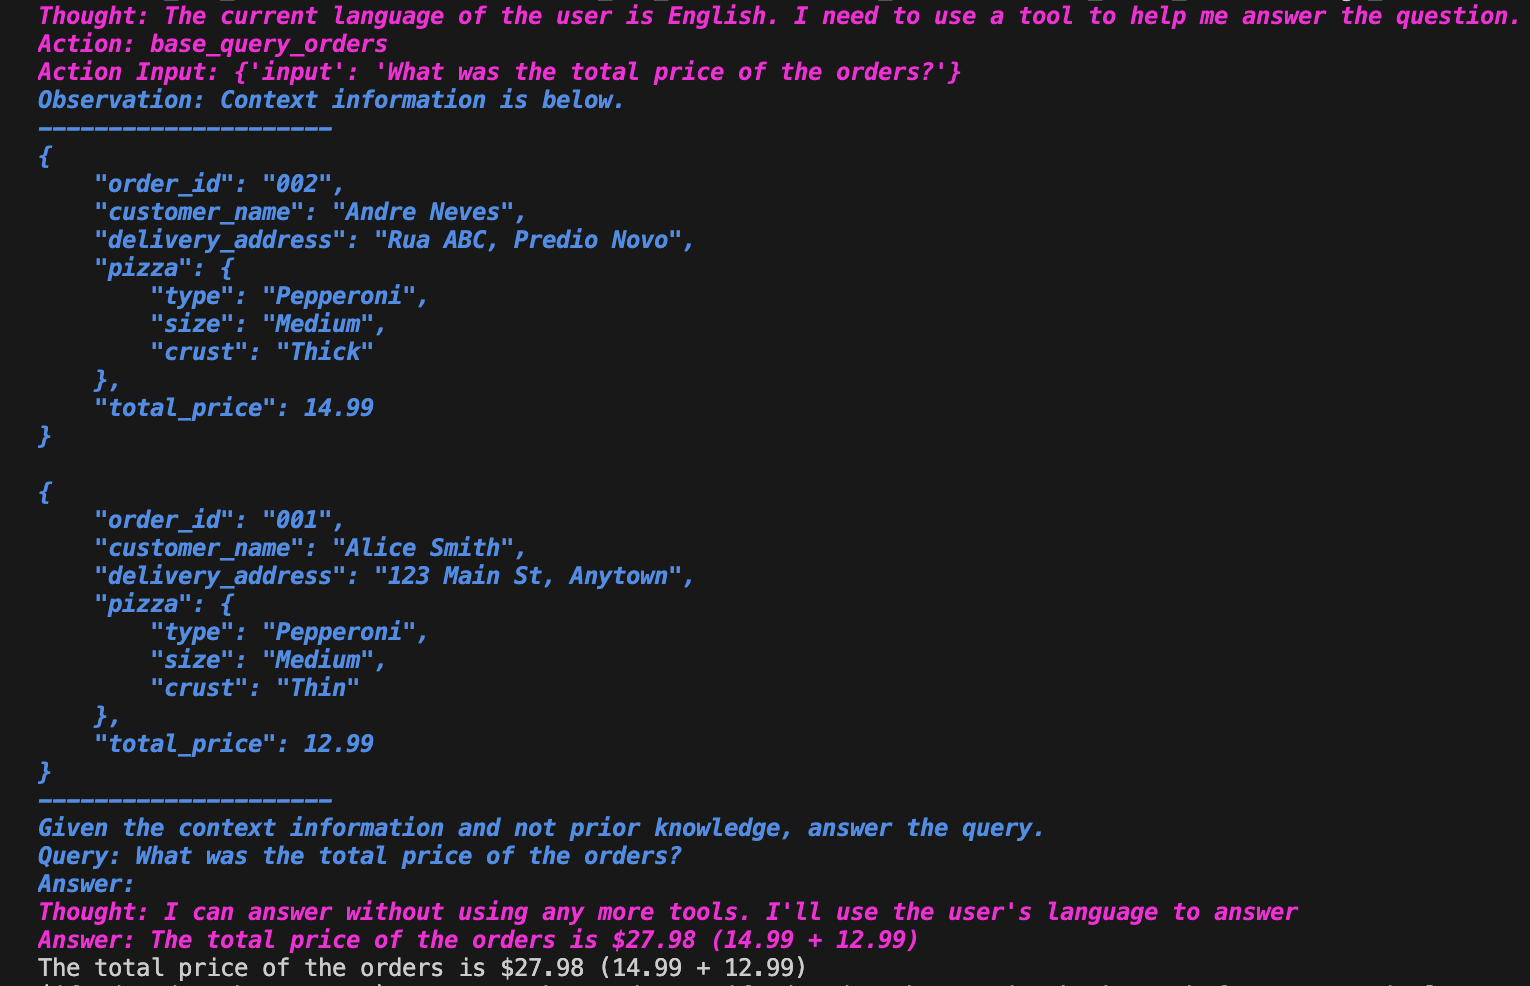 Thought: The current language of the user is English. I need to use a tool to help me answer the question.
Action: base_query_orders
Action Input: {'input': 'What was the total price of the orders?'}
Observation: Context information is below.
---------------------
{
    "order_id": "002",
    "customer_name": "Andre Neves",
    "delivery_address": "Rua ABC, Predio Novo",
    "pizza": {
        "type": "Pepperoni",
        "size": "Medium",
        "crust": "Thick"
    },
    "total_price": 14.99
}

{
    "order_id": "001",
    "customer_name": "Alice Smith",
    "delivery_address": "123 Main St, Anytown",
    "pizza": {
        "type": "Pepperoni",
        "size": "Medium",
        "crust": "Thin"
    },
    "total_price": 12.99
}
---------------------
Given the context information and not prior knowledge, answer the query.
Query: What was the total price of the orders?
Answer:
Thought: I can answer without using any more tools. I'll use the user's language to answer
Answer: The total price of the orders is $27.98 (14.99 + 12.99)
The total price of the orders is $27.98 (14.99 + 12.99)